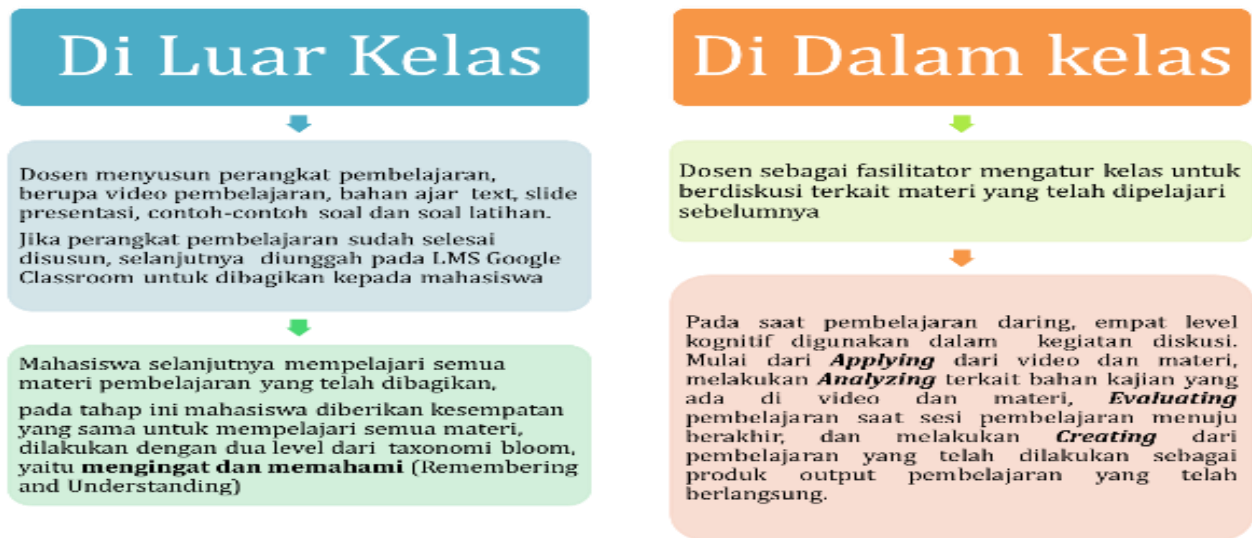 Di Luar Kelas
Dosen menyusun perangkat pembelajaran,
berupa video pembelajaran, bahan ajar text, slide
presentasi, contoh-contoh soal dan soal latihan.
Jika perangkat pembelajaran sudah selesai
disusun, selanjutnya diunggah pada LMS Google
Classroom untuk dibagikan kepada mahasiswa
Mahasiswa selanjutnya mempelajari semua
materi pembelajaran yang telah dibagikan,
pada tahap ini mahasiswa diberikan kesempatan
yang sama untuk mempelajari semua materi,
dilakukan dengan dua level dari taxonomi bloom,
yaitu mengingat dan memahami (Remembering
and Understanding)
Di Dalam kelas
Dosen sebagai fasilitator mengatur kelas untuk
berdiskusi terkait materi yang telah dipelajari
sebelumnya
Pada saat pembelajaran daring, empat level
kognitif digunakan dalam kegiatan diskusi.
Mulai dari Applying dari video dan materi,
melakukan Analyzing terkait bahan kajian yang
ada di video dan materi, Evaluating
pembelajaran saat sesi pembelajaran menuju
berakhir, dan melakukan Creating dari
pembelajaran yang telah dilakukan sebagai
produk output pembelajaran yang telah
berlangsung.